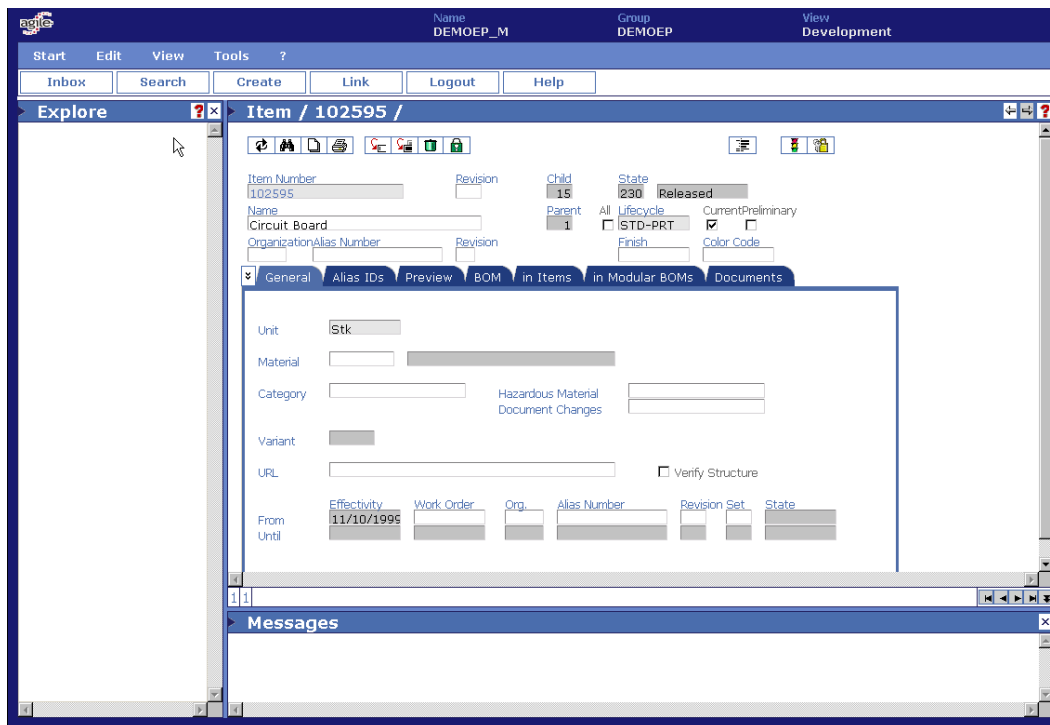 agile
Name Group View
DEMOEP_M DEMOEP Development
Start Edit View Tools ?
Inbox Search Create Link Logout Help
Explore ? ×
Item / 102595 / ?
Item Number Revision Child State
102595 15 230 Released
Name Parent All Lifecycle Current Preliminary
Circuit Board 1 STD-PRT
Organization Alias Number Revision Finish Color Code
General Alias IDs Preview BOM in Items in Modular BOMs Documents
Unit Stk
Material
Category Hazardous Material
Document Changes
Variant
URL Verify Structure
Effectivity Work Order Org. Alias Number Revision Set State
From 11/10/1999
Until
1 1
Messages ×